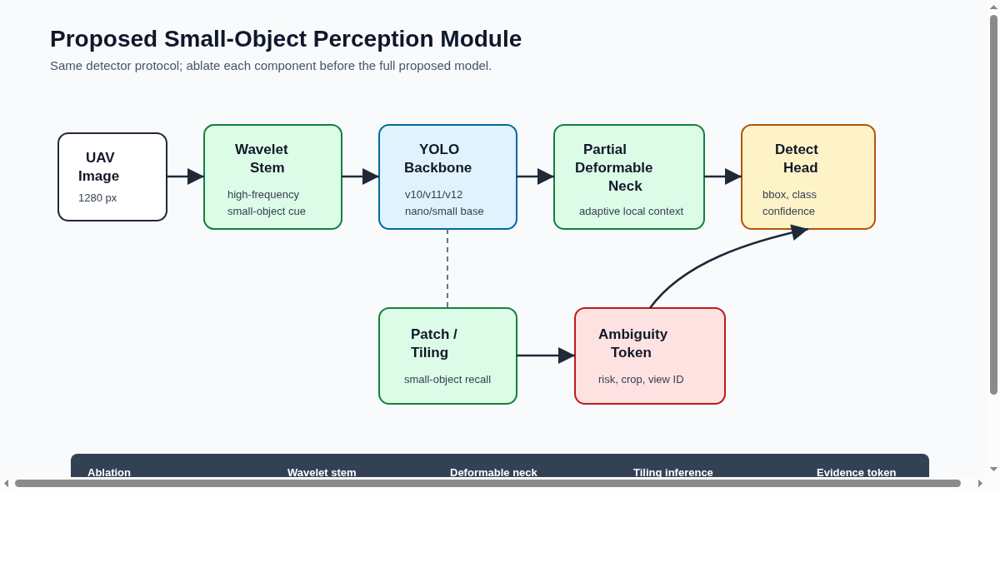 Proposed Small-Object Perception Module
Same detector protocol; ablate each component before the full proposed model.
UAV
Image
1280 px
Wavelet
Stem
high-frequency
small-object cue
YOLO
Backbone
v10/v11/v12
nano/small base
Partial
Deformable
Neck
adaptive local context
Detect
Head
bbox, class
confidence
Patch /
Tiling
small-object recall
Ambiguity
Token
risk, crop, view ID
Ablation
Wavelet stem
Deformable neck
Tiling inference
Evidence token